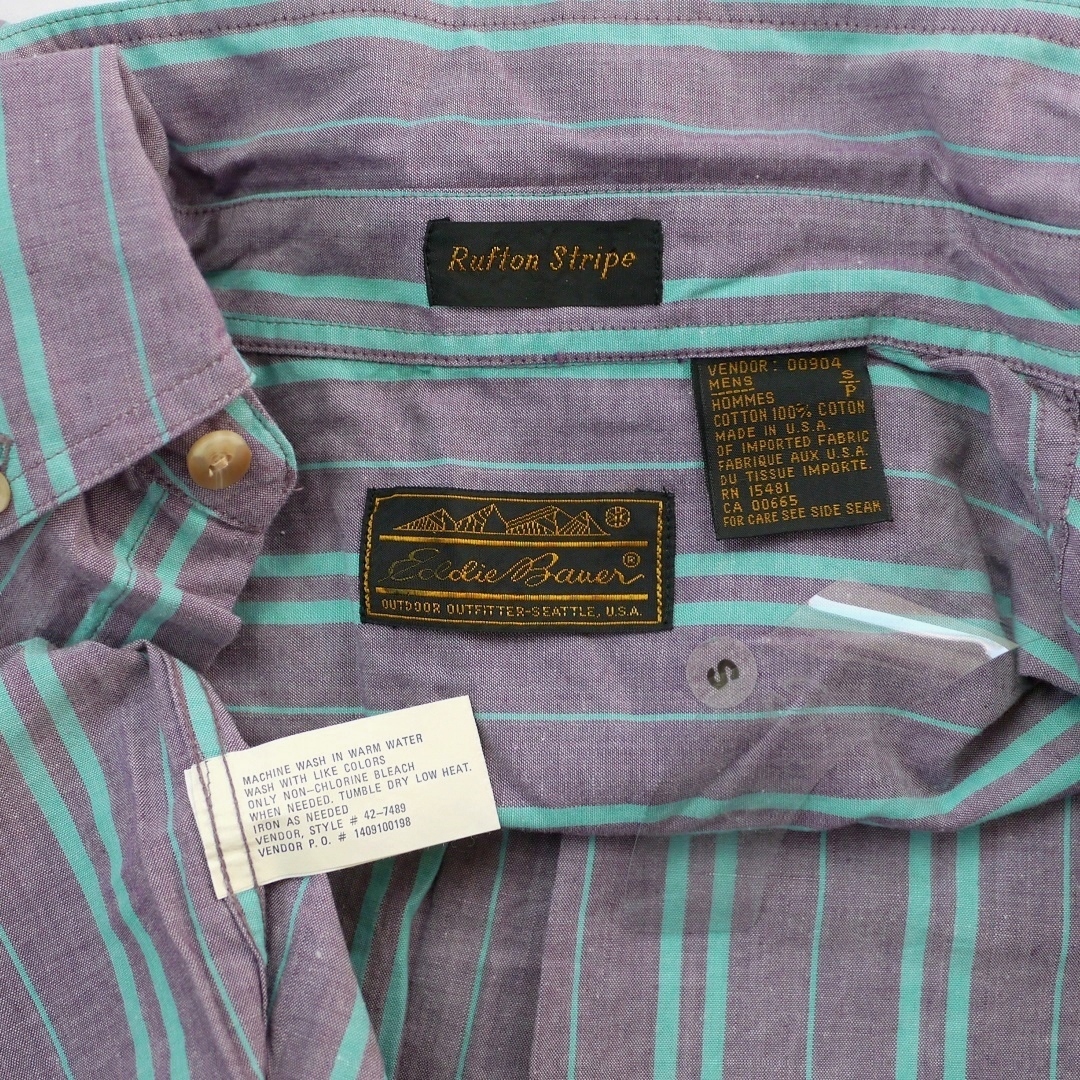 Rufton Stripe
VENDOR: 00904
MENS S
HOMMES P
COTTON 100% COTON
MADE IN U.S.A.
OF IMPORTED FABRIC
FABRIQUE AUX U.S.A.
DU TISSUE IMPORTE.
RN 15481
CA 00665
FOR CARE SEE SIDE SEAM
Eddie Bauer®
OUTDOOR OUTFITTER-SEATTLE, U.S.A.
S
MACHINE WASH IN WARM WATER
WASH WITH LIKE COLORS
ONLY NON-CHLORINE BLEACH
WHEN NEEDED. TUMBLE DRY LOW HEAT.
IRON AS NEEDED
VENDOR, STYLE # 42-7489
VENDOR P.O. # 1409100198